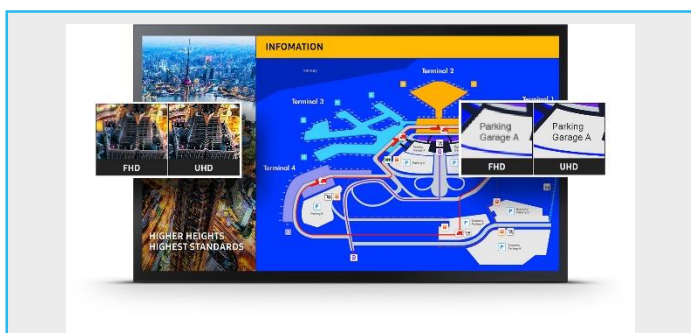 INFOMATION
Terminal 2
Terminal 3
Terminal 1
Parking
Garage A
FHD
Parking
Garage A
UHD
FHD
UHD
Terminal 4
HIGHER HEIGHTS
HIGHEST STANDARDS